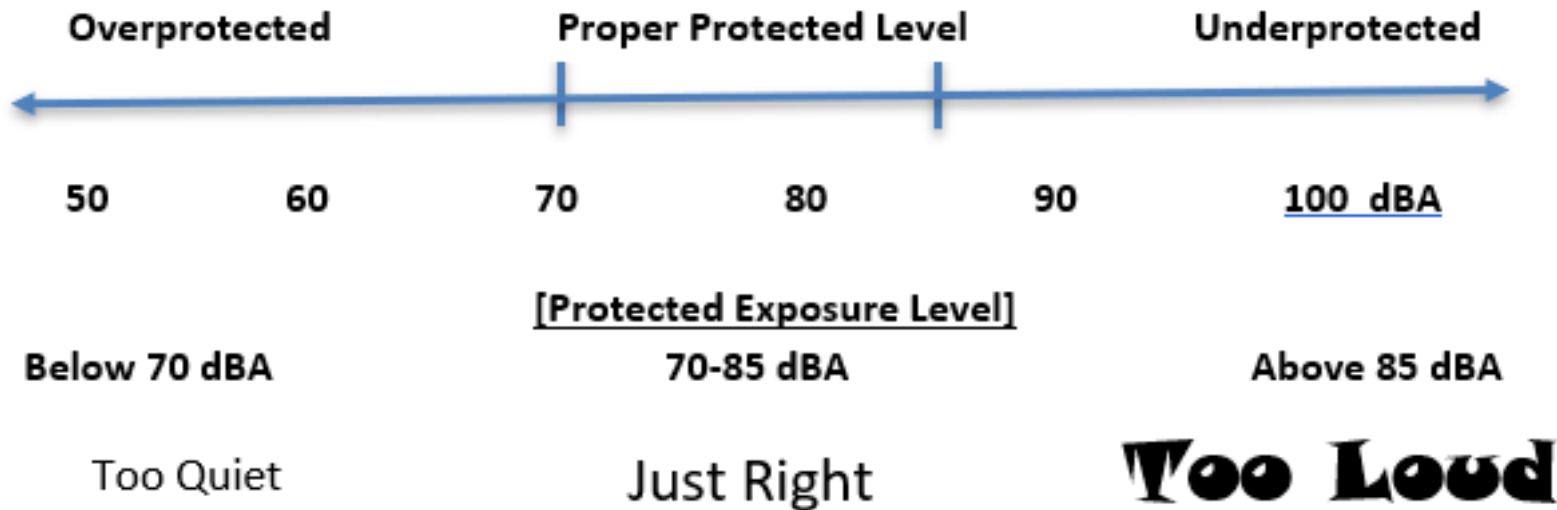 Overprotected Proper Protected Level Underprotected
50 60 70 80 90 100 dBA
[Protected Exposure Level]
Below 70 dBA 70-85 dBA Above 85 dBA
Too Quiet Just Right Too Loud